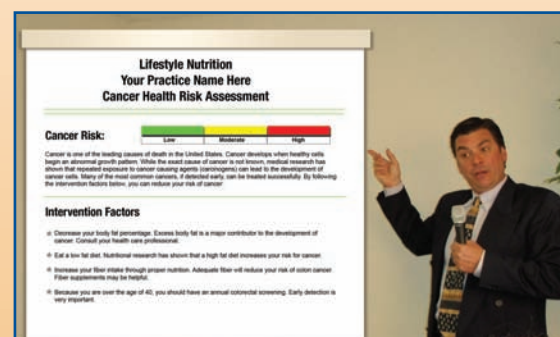 Lifestyle Nutrition
Your Practice Name Here
Cancer Health Risk Assessment
Cancer Risk:
Low Moderate High
Cancer is one of the leading causes of death in the United States. Cancer develops when healthy cells
begin an abnormal growth pattern. While the exact cause of cancer is not known, medical research has
shown that repeated exposure to cancer causing agents (carcinogens) can lead to the development of
cancer cells. Many of the most common cancers, if detected early, can be treated successfully. By following
the intervention factors below, you can reduce your risk of cancer
Intervention Factors
Decrease your body fat percentage. Excess body fat is a major contributor to the development of
cancer. Consult your health care professional.
Eat a low fat diet. Nutritional research has shown that a high fat diet increases your risk for cancer.
Increase your fiber intake through proper nutrition. Adequate fiber will reduce your risk of colon cancer.
Fiber supplements may be helpful.
Because you are over the age of 40, you should have an annual colorectal screening. Early detection is
very important.